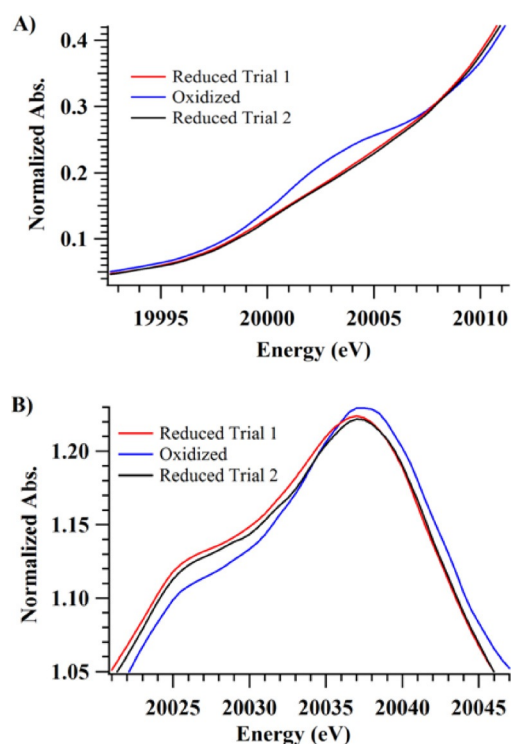 A)
0.4
0.3
0.2
0.1
Normalized Abs.
Reduced Trial 1
Oxidized
Reduced Trial 2
19995 20000 20005 20010
Energy (eV)
B)
1.20
1.15
1.10
1.05
Normalized Abs.
Reduced Trial 1
Oxidized
Reduced Trial 2
20025 20030 20035 20040 20045
Energy (eV)